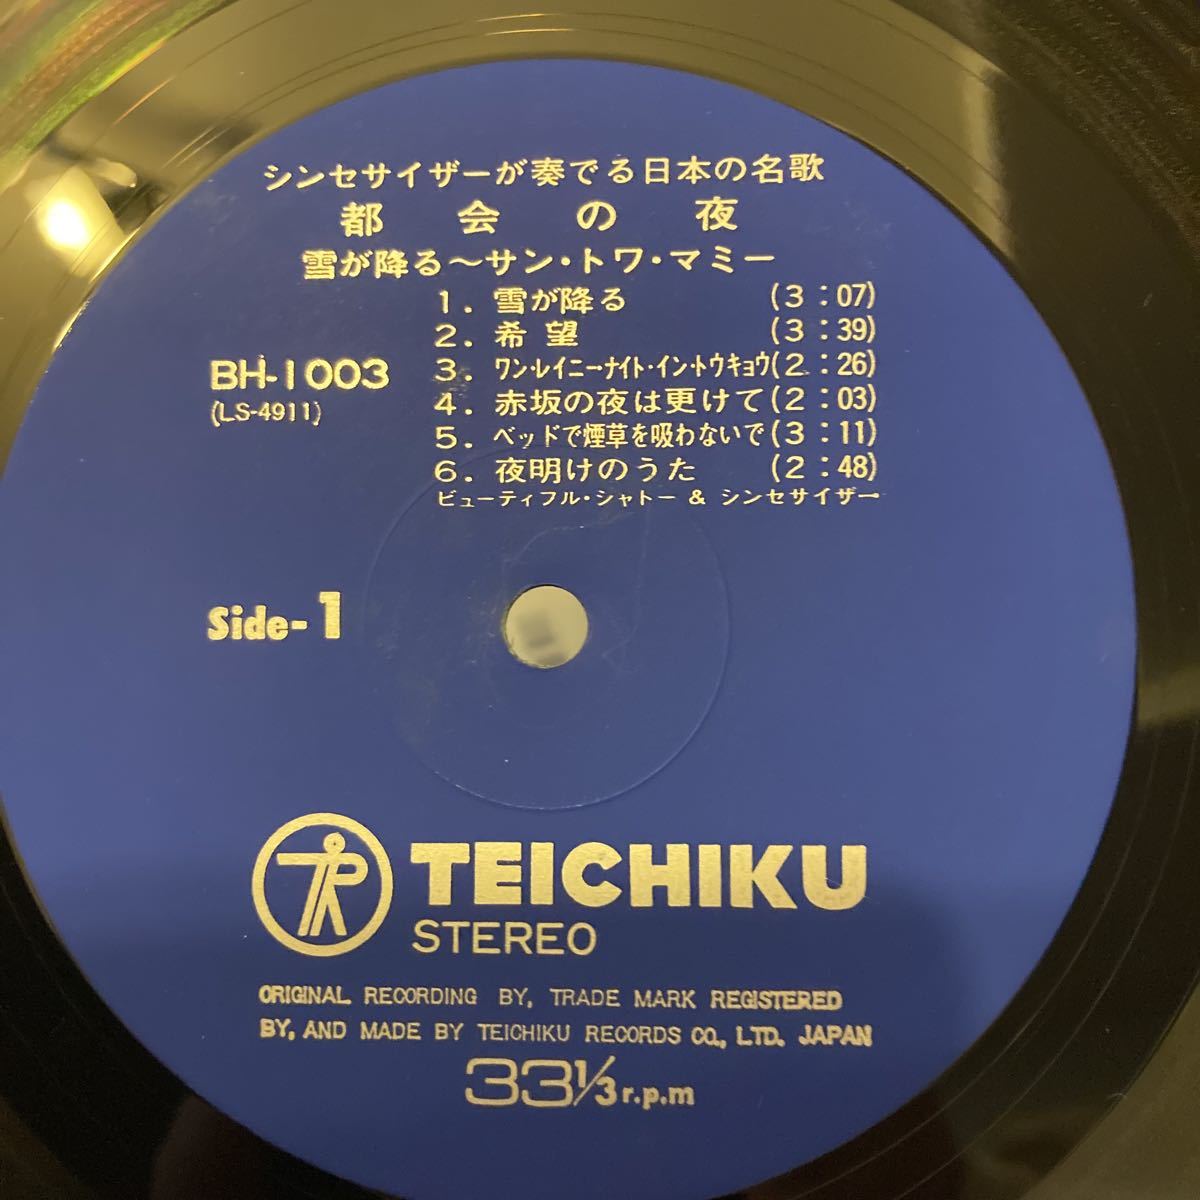 シンセサイザーが奏でる日本の名歌
都会の夜
雪が降る〜サン・トワ・マミー
1. 雪が降る (3:07)
2. 希望 (3:39)
3. ワン・レイニー・ナイト・イン・トウキョウ (2:26)
4. 赤坂の夜は更けて (2:03)
5. ベッドで煙草を吸わないで (3:11)
6. 夜明けのうた (2:48)
ビューティフル・シャトー & シンセサイザー
BH-1003
(LS-4911)
Side-1
TEICHIKU
STEREO
ORIGINAL RECORDING BY, TRADE MARK REGISTERED
BY, AND MADE BY TEICHIKU RECORDS CO., LTD. JAPAN
33 1/3 r.p.m